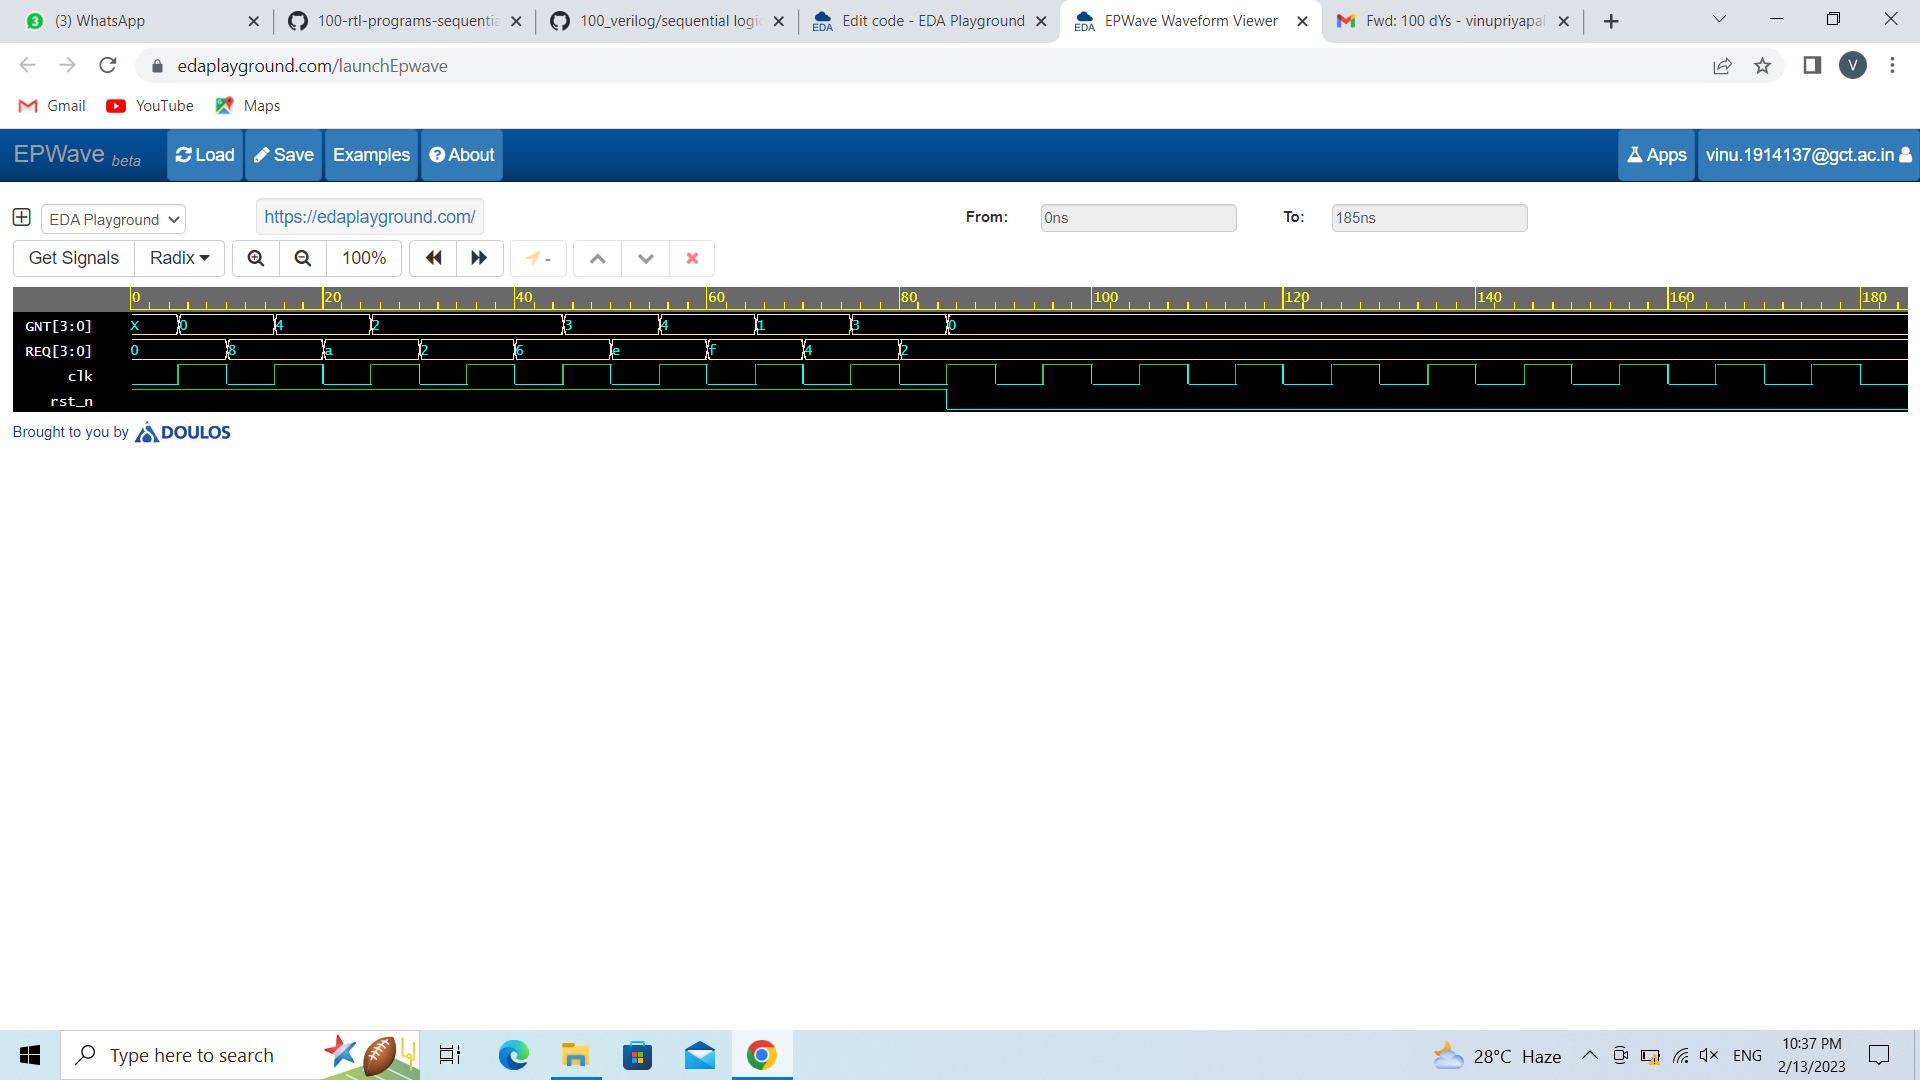 3 (3) WhatsApp
100-rtl-programs-sequentia
100_verilog/sequential logic
EDA Edit code - EDA Playground
EDA EPWave Waveform Viewer
Fwd: 100 dYs - vinupriyapal
edaplayground.com/launchEpwave
V
Gmail YouTube Maps
EPWave beta Load Save Examples About Apps vinu.1914137@gct.ac.in
EDA Playground https://edaplayground.com/ From: 0ns To: 185ns
Get Signals Radix 100% -
0 20 40 60 80 100 120 140 160 180
GNT[3:0] X 0 4 2 3 4 1 3 0
REQ[3:0] 0 8 a 2 6 e f 4 2
clk
rst_n
Brought to you by DOULOS
Type here to search
28°C Haze
ENG
10:37 PM
2/13/2023